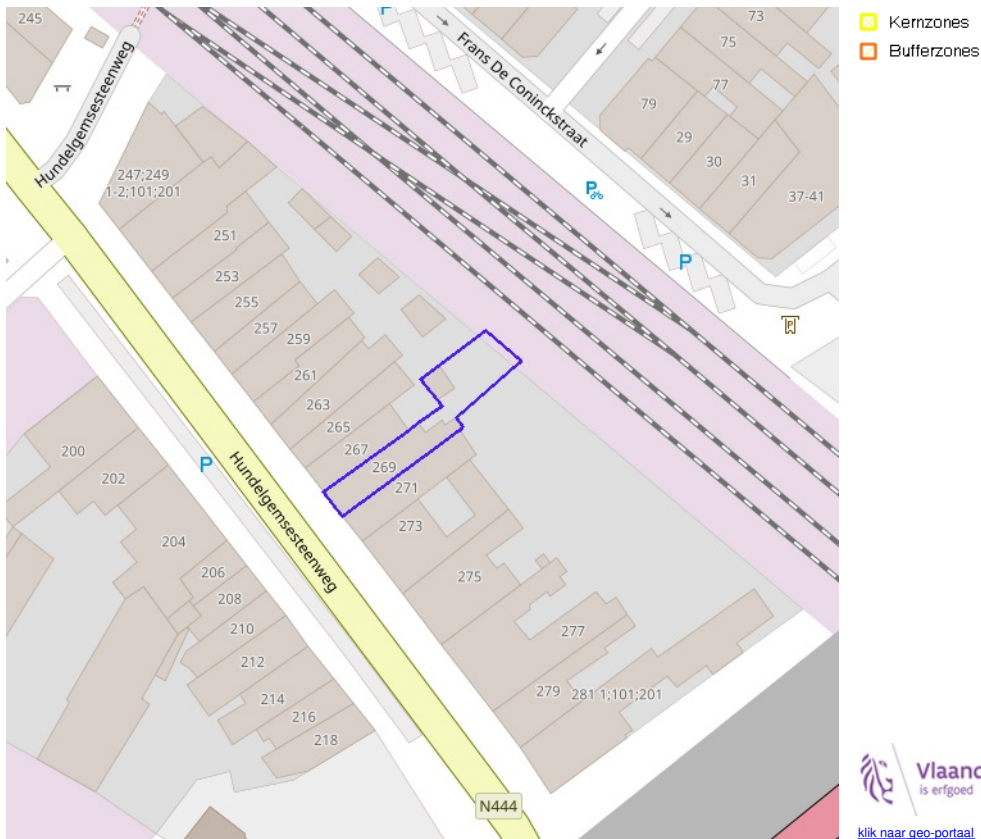 245
Hundelgemsesteenweg
Frans De Coninckstraat
P
73
75
77
79
29
30
31
37-41
P
P
P
247;249
1-2;101;201
251
253
255
257
259
261
263
265
267
269
271
273
275
277
279
281 1;101;201
200
202
P
Hundelgemsesteenweg
204
206
208
210
212
214
216
218
N444
Kernzones
Bufferzones
Vlaand
is erfgoed
klik naar geo-portaal